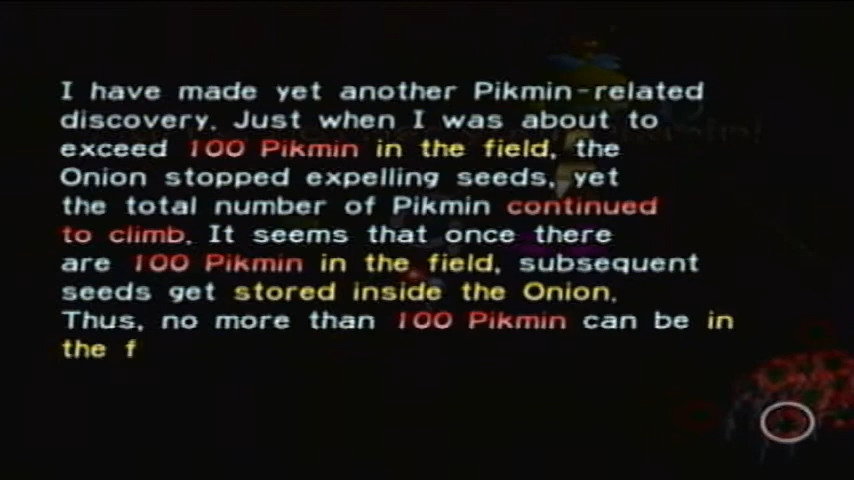 I have made yet another Pikmin-related
discovery. Just when I was about to
exceed 100 Pikmin in the field, the
Onion stopped expelling seeds, yet
the total number of Pikmin continued
to climb. It seems that once there
are 100 Pikmin in the field, subsequent
seeds get stored inside the Onion.
Thus, no more than 100 Pikmin can be in
the f